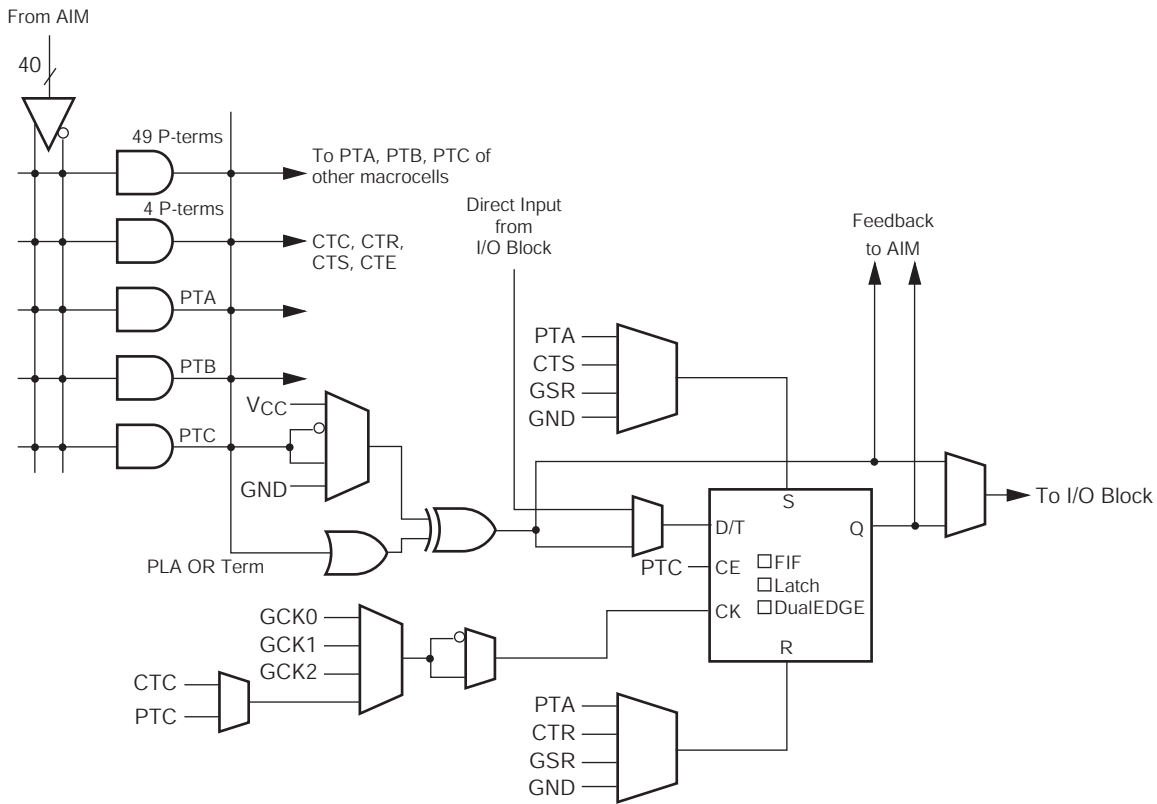 From AIM
40
49 P-terms
To PTA, PTB, PTC of
other macrocells
4 P-terms
CTC, CTR,
CTS, CTE
Direct Input
from
I/O Block
Feedback
to AIM
PTA
PTB
PTC
VCC
GND
PLA OR Term
PTA
CTS
GSR
GND
S
D/T
Q
PTC
CE
FIF
Latch
CK
DualEDGE
R
To I/O Block
GCK0
GCK1
GCK2
CTC
PTC
PTA
CTR
GSR
GND